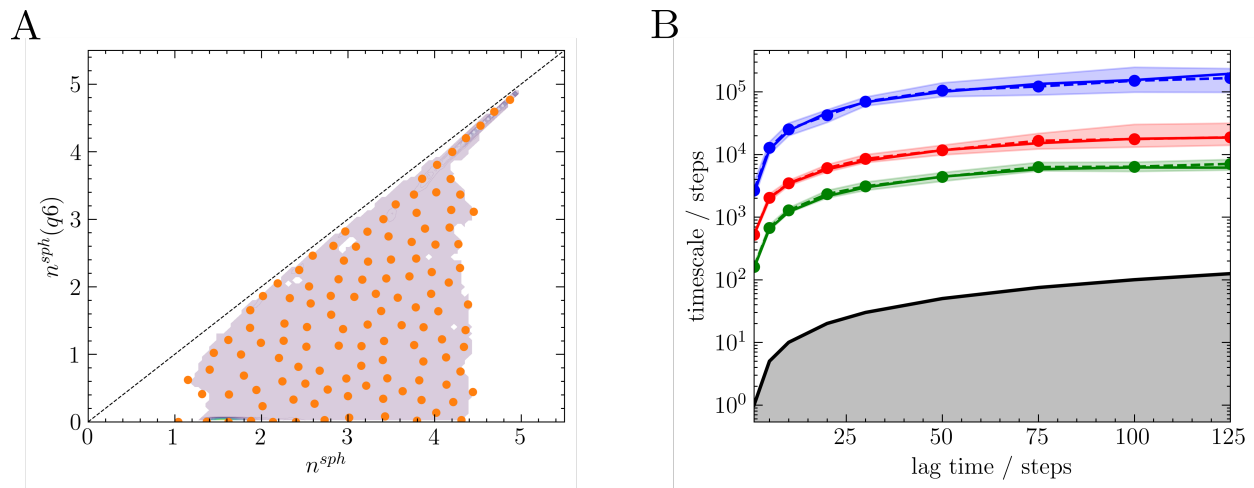 A
5
4
3
2
1
0
n^{sph}(q6)
0 1 2 3 4 5
n^{sph}
B
10^5
10^4
10^3
10^2
10^1
10^0
timescale / steps
25 50 75 100 125
lag time / steps